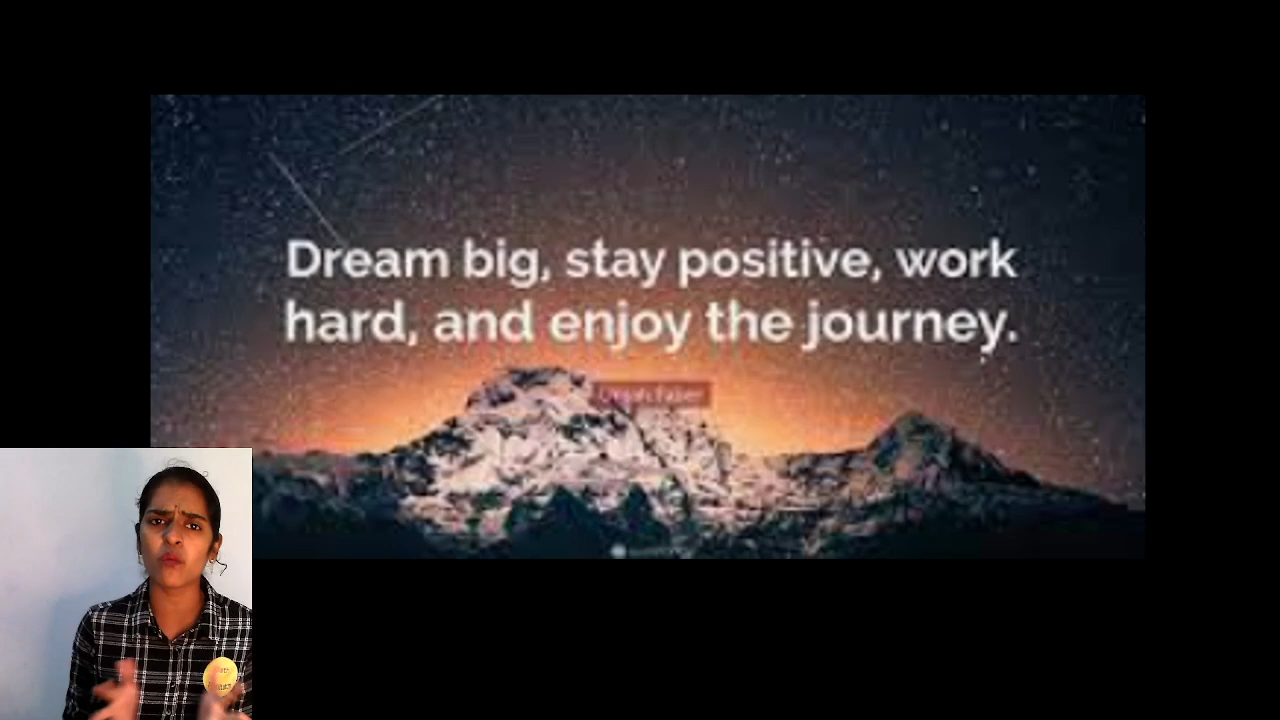 Dream big, stay positive, work
hard, and enjoy the journey.